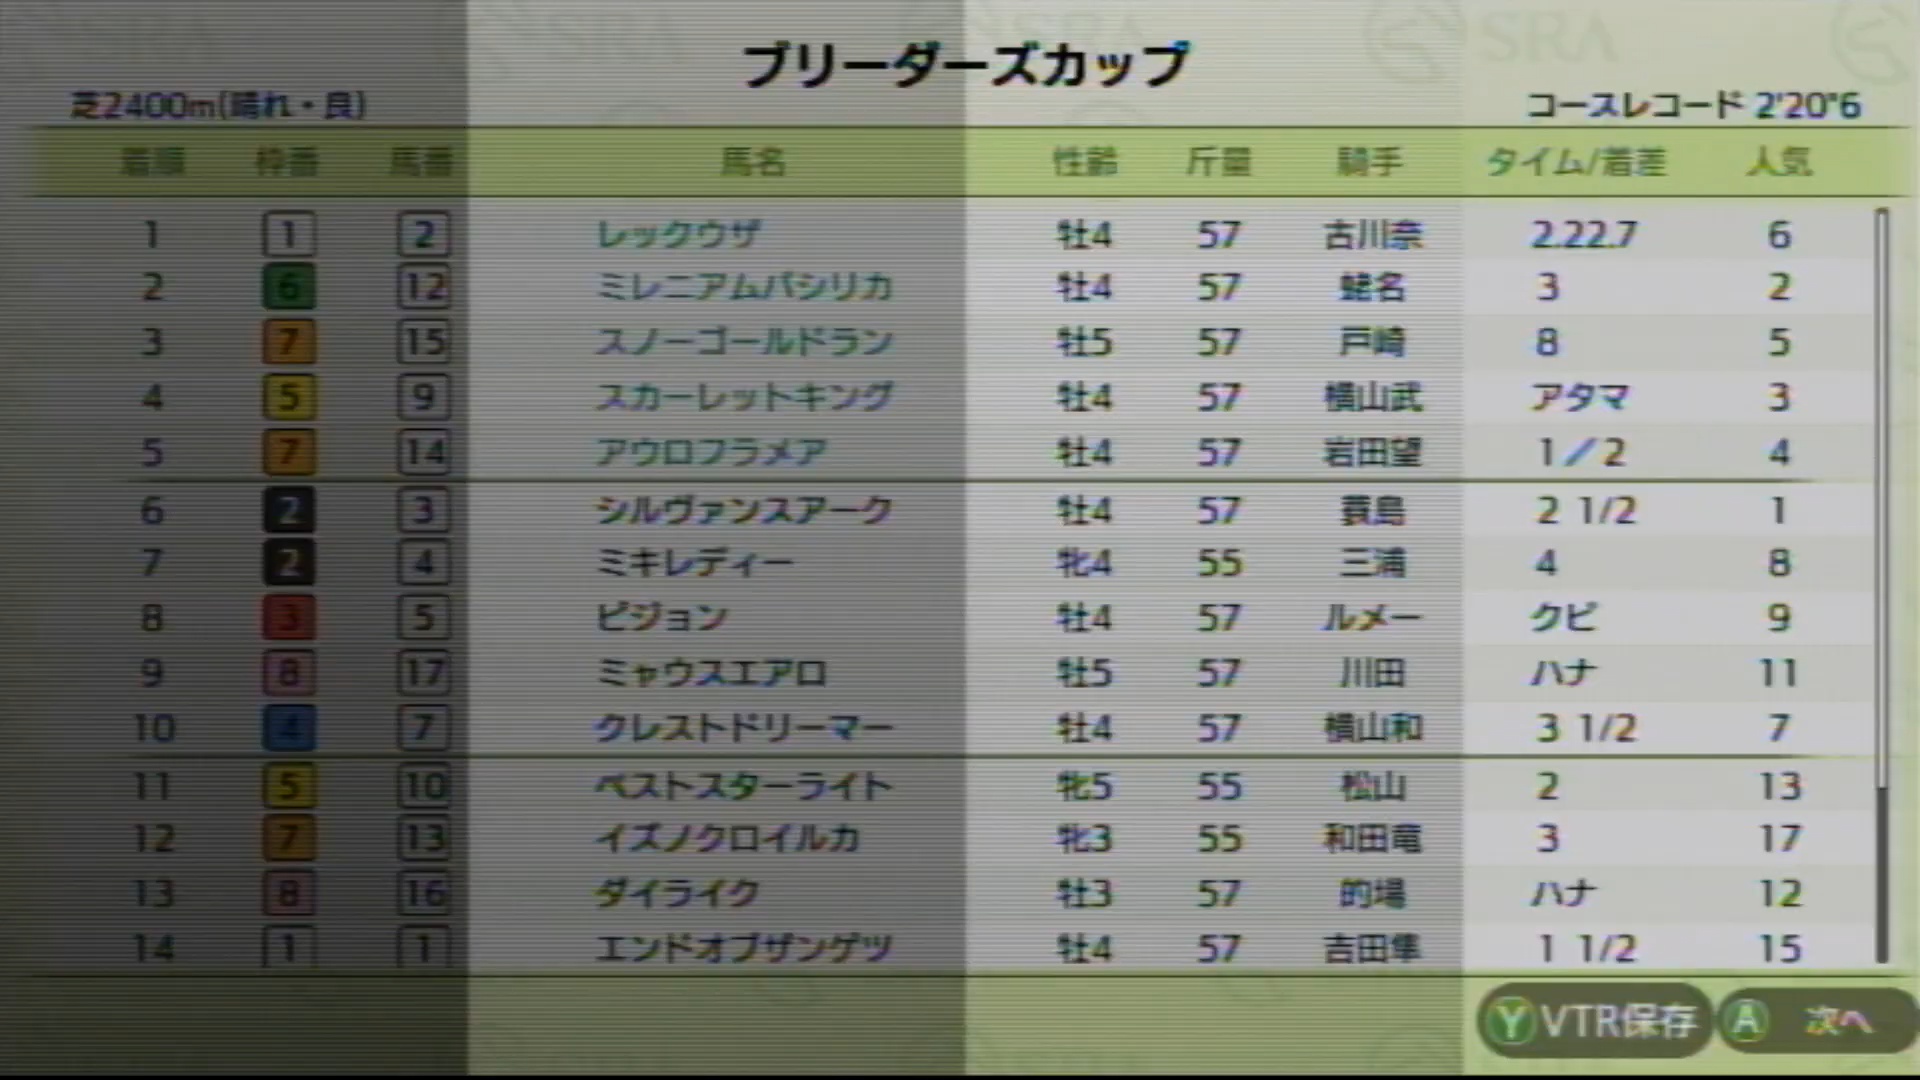 ブリーダーズカップ
芝2400m(晴れ・良)
コースレコード 2'20"6
着順 枠番 馬番 馬名 性齢 斤量 騎手 タイム/着差 人気
1 1 2 レックウザ 牡4 57 古川奈 2.22.7 6
2 6 12 ミレニアムバシリカ 牡4 57 蛯名 3 2
3 7 15 スノーゴールドラン 牡5 57 戸崎 8 5
4 5 9 スカーレットキング 牡4 57 横山武 アタマ 3
5 7 14 アウロフラメア 牡4 57 岩田望 1/2 4
6 2 3 シルヴァンスアーク 牡4 57 蓑島 2 1/2 1
7 2 4 ミキレディー 牝4 55 三浦 4 8
8 3 5 ビジョン 牡4 57 ルメー クビ 9
9 8 17 ミャウスエアロ 牡5 57 川田 ハナ 11
10 4 7 クレストドリーマー 牡4 57 横山和 3 1/2 7
11 5 10 ベストスターライト 牝5 55 松山 2 13
12 7 13 イズノクロイルカ 牝3 55 和田竜 3 17
13 8 16 ダイライク 牡3 57 的場 ハナ 12
14 1 1 エンドオブザンゲツ 牡4 57 吉田隼 1 1/2 15
Y VTR保存 A 次へ